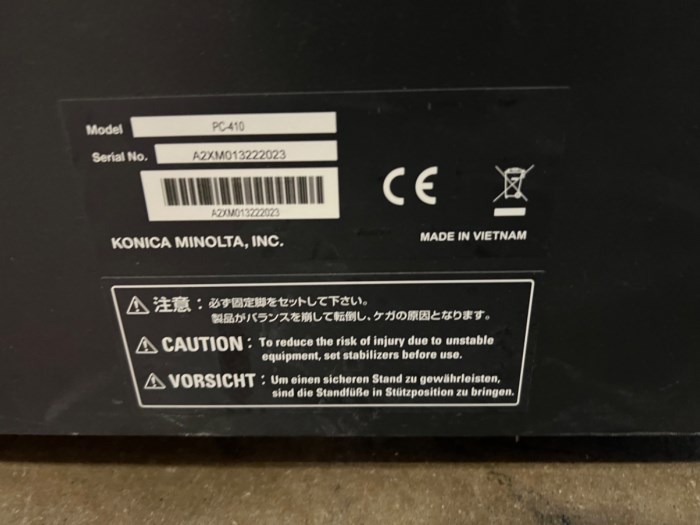 Model PC-410
Serial No. A2XM013222023
A2XM013222023
KONICA MINOLTA, INC.
CE
MADE IN VIETNAM
注意：必ず固定脚をセットして下さい。
製品がバランスを崩して転倒し、ケガの原因となります。
CAUTION : To reduce the risk of injury due to unstable
equipment, set stabilizers before use.
VORSICHT : Um einen sicheren Stand zu gewährleisten,
sind die Standfüße in Stützposition zu bringen.